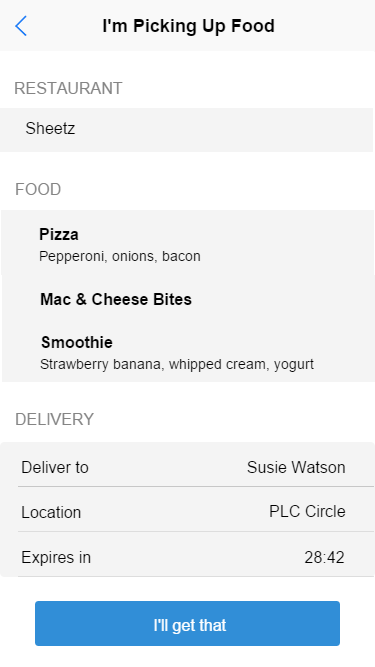 I'm Picking Up Food
RESTAURANT
Sheetz
FOOD
Pizza
Pepperoni, onions, bacon
Mac & Cheese Bites
Smoothie
Strawberry banana, whipped cream, yogurt
DELIVERY
Deliver to Susie Watson
Location PLC Circle
Expires in 28:42
I'll get that